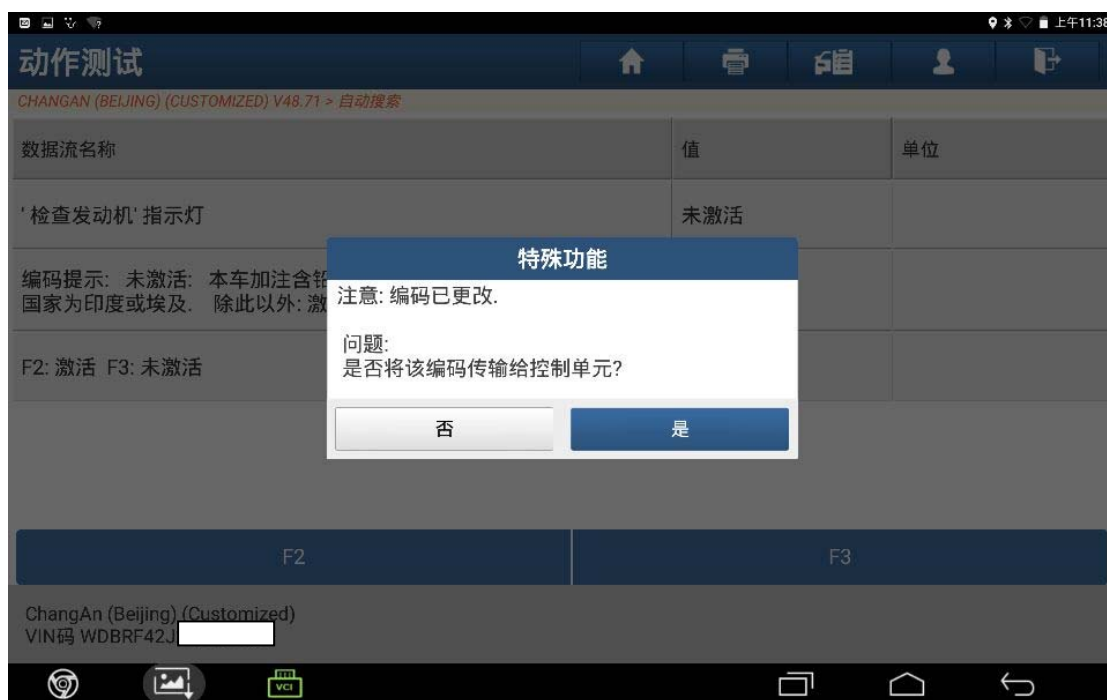 上午11:38
动作测试
CHANGAN (BEIJING) (CUSTOMIZED) V48.71 > 自动搜索
数据流名称 值 单位
'检查发动机' 指示灯 未激活
编码提示: 未激活: 本车加注含铅
国家为印度或埃及. 除此以外: 激
F2: 激活 F3: 未激活
特殊功能
注意: 编码已更改.
问题:
是否将该编码传输给控制单元?
否 是
F2 F3
ChangAn (Beijing) (Customized)
VIN码 WDBRF42J
VCI